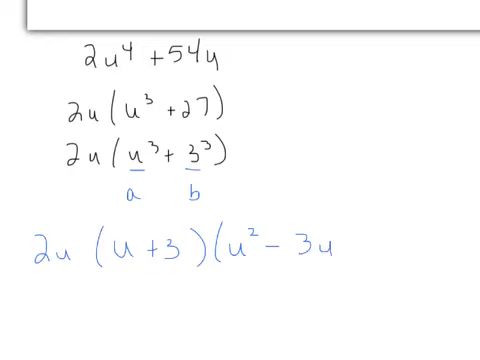 2u⁴ + 54u
2u(u³ + 27)
2u(u³ + 3³)
a b
2u (u + 3)(u² - 3u